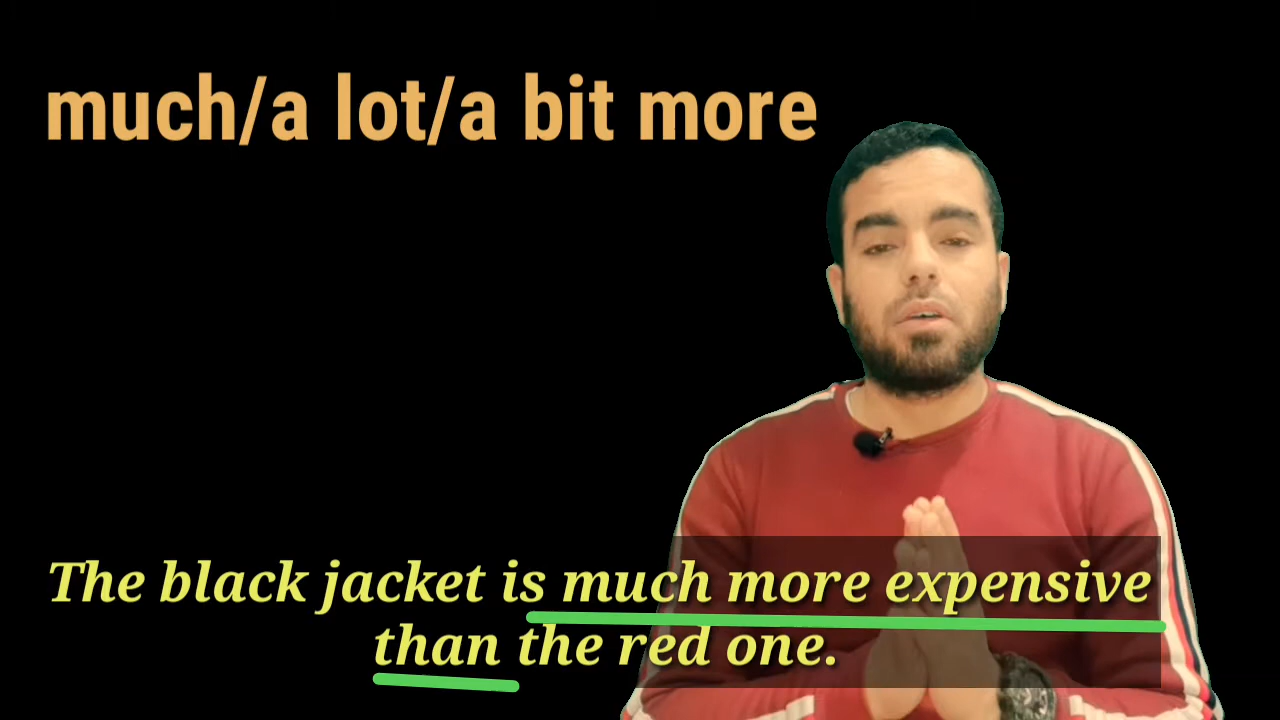 much/a lot/a bit more
The black jacket is much more expensive
than the red one.